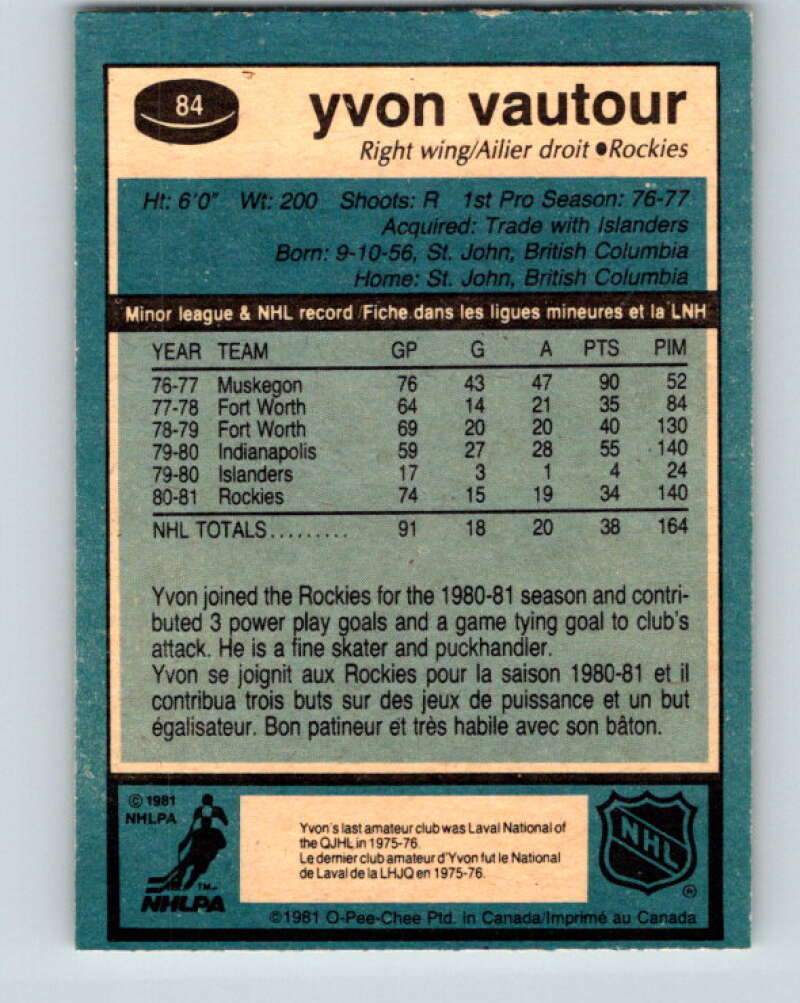 84
yvon vautour
Right wing/Ailier droit ●Rockies
Ht: 6'0" Wt: 200 Shoots: R 1st Pro Season: 76-77
Acquired: Trade with Islanders
Born: 9-10-56, St. John, British Columbia
Home: St. John, British Columbia
Minor league & NHL record/Fiche dans les ligues mineures et la LNH
YEAR TEAM GP G A PTS PIM
76-77 Muskegon 76 43 47 90 52
77-78 Fort Worth 64 14 21 35 84
78-79 Fort Worth 69 20 20 40 130
79-80 Indianapolis 59 27 28 55 140
79-80 Islanders 17 3 1 4 24
80-81 Rockies 74 15 19 34 140
NHL TOTALS......... 91 18 20 38 164
Yvon joined the Rockies for the 1980-81 season and contri-
buted 3 power play goals and a game tying goal to club's
attack. He is a fine skater and puckhandler.
Yvon se joignit aux Rockies pour la saison 1980-81 et il
contribua trois buts sur des jeux de puissance et un but
égalisateur. Bon patineur et très habile avec son bâton.
© 1981
NHLPA
Yvon's last amateur club was Laval National of
the QJHL in 1975-76.
Le dernier club amateur d'Yvon fut le National
de Laval de la LHJQ en 1975-76.
NHL
®
TM
NHLPA
©1981 O-Pee-Chee Ptd. in Canada/Imprimé au Canada